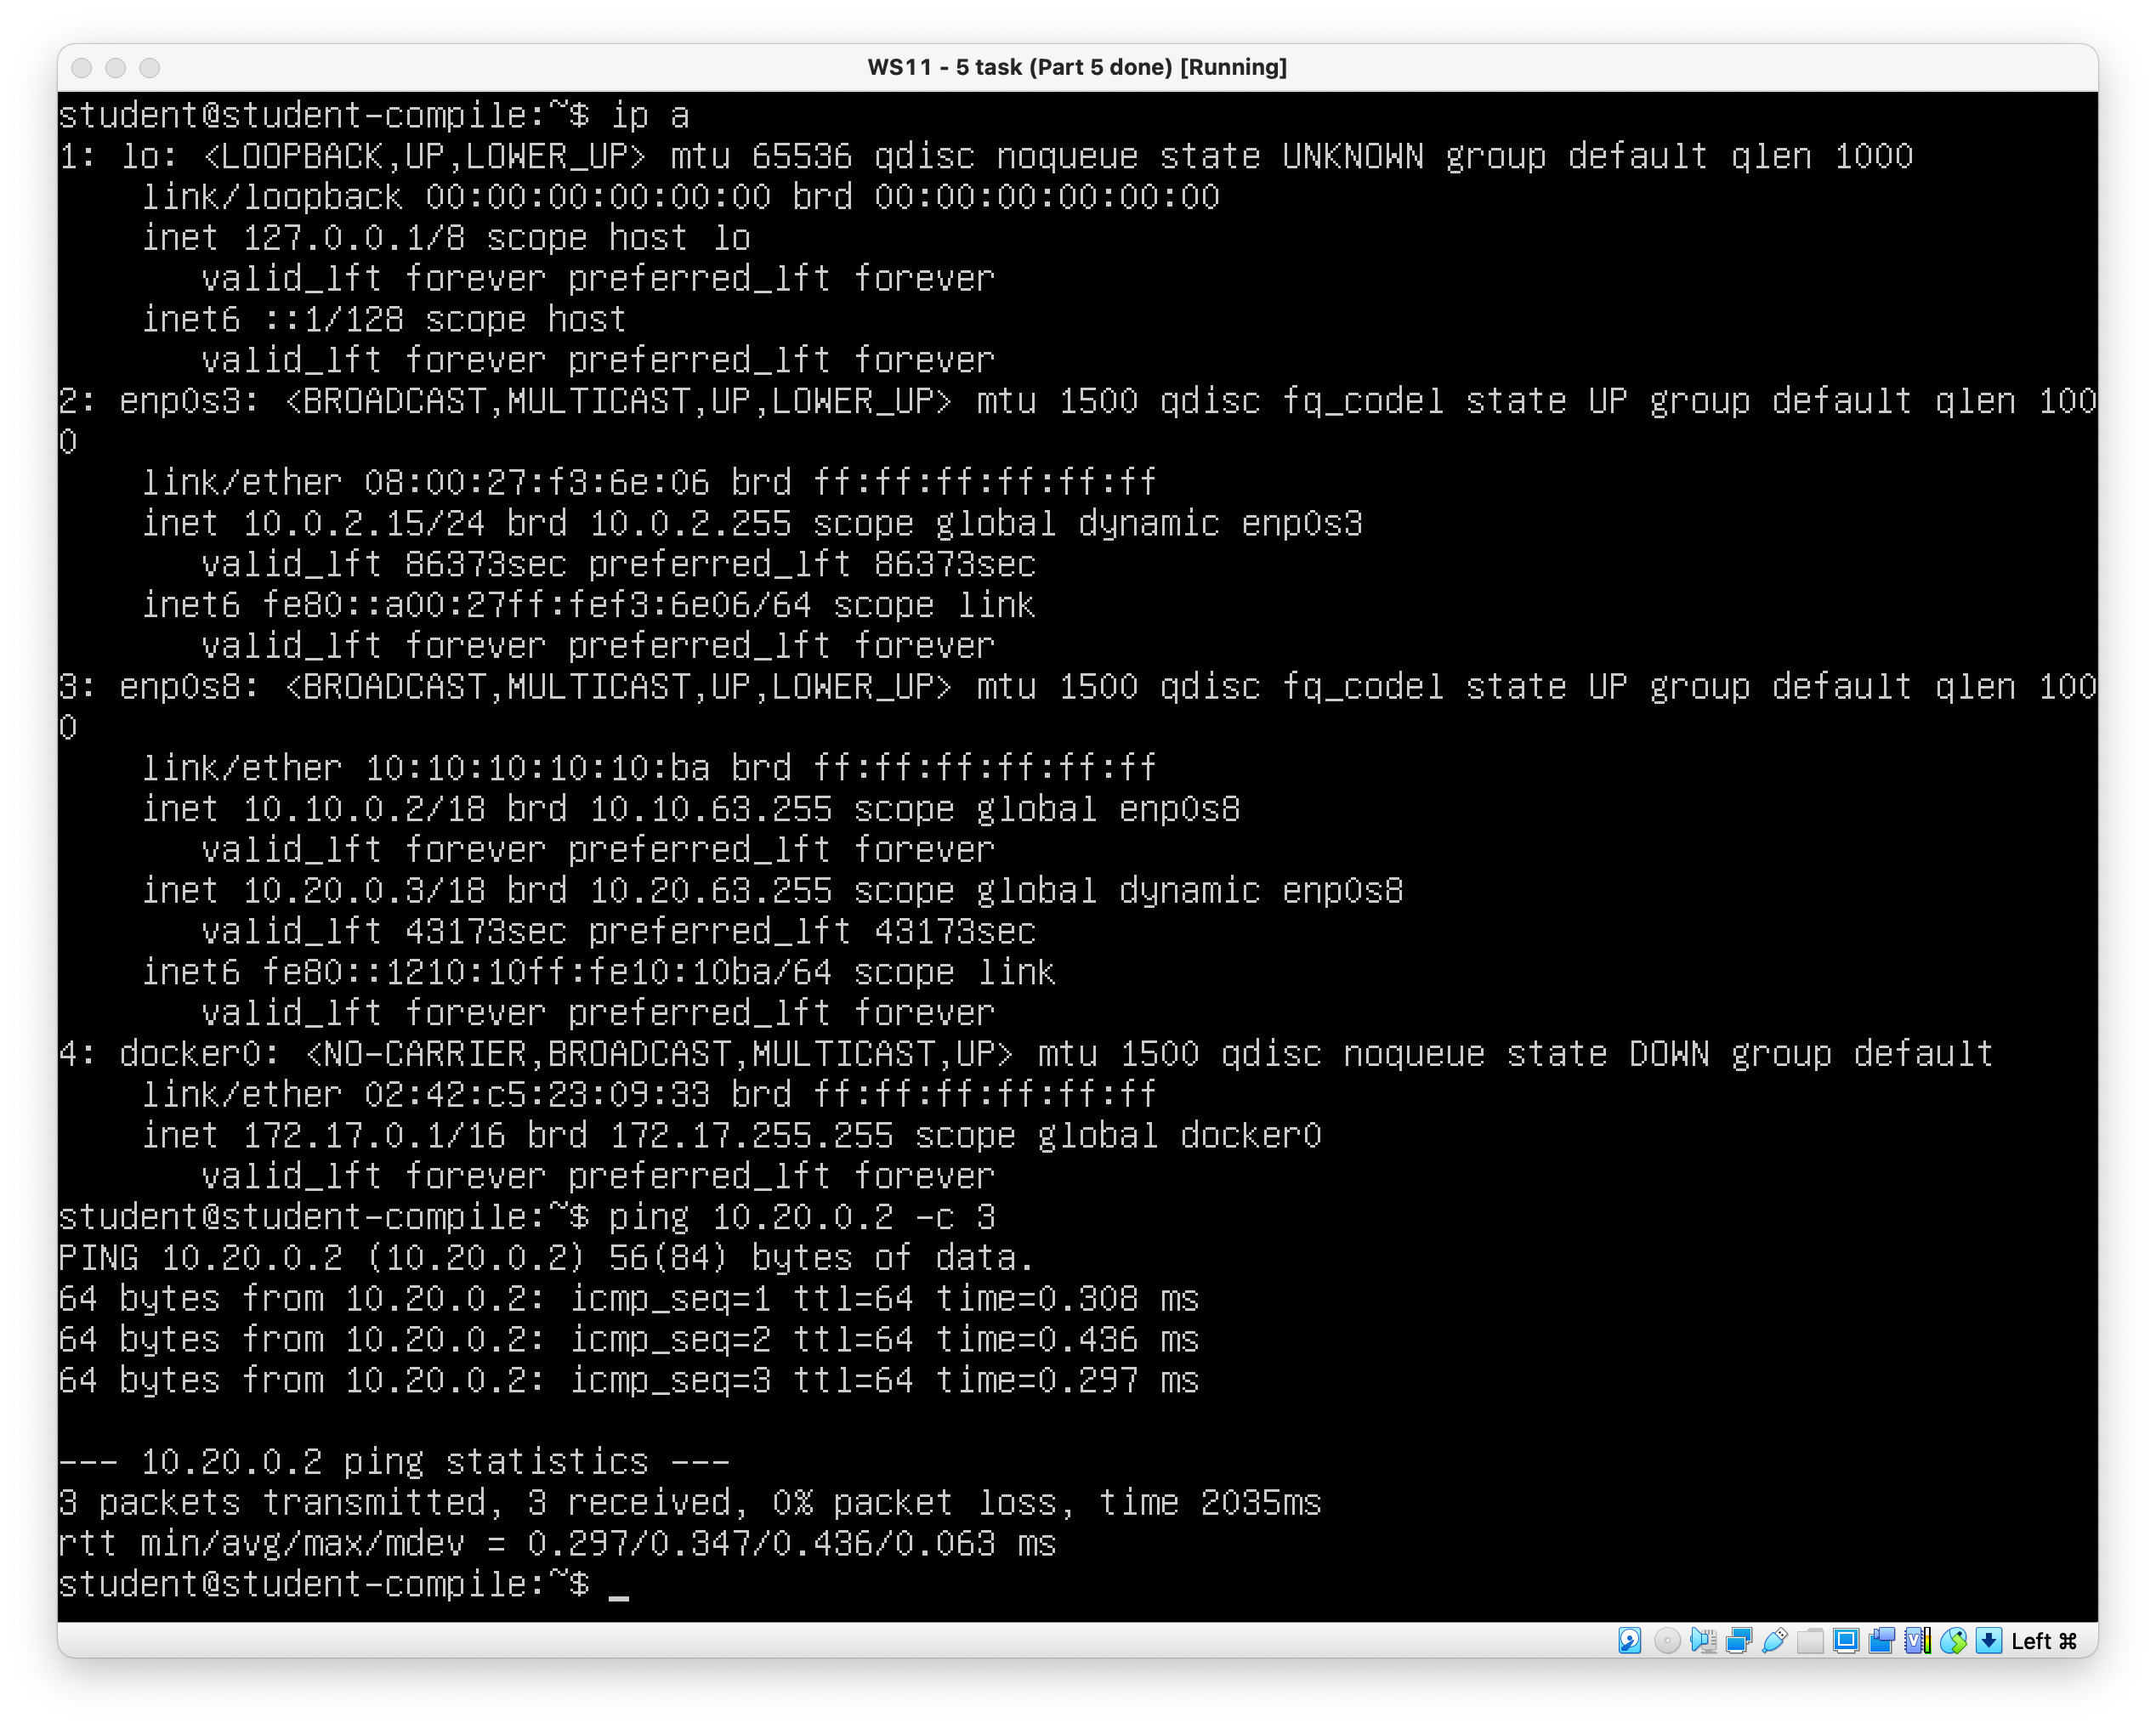 WS11 - 5 task (Part 5 done) [Running]
student@student-compile:~$ ip a
1: lo: <LOOPBACK,UP,LOWER_UP> mtu 65536 qdisc noqueue state UNKNOWN group default qlen 1000
    link/loopback 00:00:00:00:00:00 brd 00:00:00:00:00:00
    inet 127.0.0.1/8 scope host lo
       valid_lft forever preferred_lft forever
    inet6 ::1/128 scope host
       valid_lft forever preferred_lft forever
2: enp0s3: <BROADCAST,MULTICAST,UP,LOWER_UP> mtu 1500 qdisc fq_codel state UP group default qlen 100
0
    link/ether 08:00:27:f3:6e:06 brd ff:ff:ff:ff:ff:ff
    inet 10.0.2.15/24 brd 10.0.2.255 scope global dynamic enp0s3
       valid_lft 86373sec preferred_lft 86373sec
    inet6 fe80::a00:27ff:fef3:6e06/64 scope link
       valid_lft forever preferred_lft forever
3: enp0s8: <BROADCAST,MULTICAST,UP,LOWER_UP> mtu 1500 qdisc fq_codel state UP group default qlen 100
0
    link/ether 10:10:10:10:10:ba brd ff:ff:ff:ff:ff:ff
    inet 10.10.0.2/18 brd 10.10.63.255 scope global enp0s8
       valid_lft forever preferred_lft forever
    inet 10.20.0.3/18 brd 10.20.63.255 scope global dynamic enp0s8
       valid_lft 43173sec preferred_lft 43173sec
    inet6 fe80::1210:10ff:fe10:10ba/64 scope link
       valid_lft forever preferred_lft forever
4: docker0: <NO-CARRIER,BROADCAST,MULTICAST,UP> mtu 1500 qdisc noqueue state DOWN group default
    link/ether 02:42:c5:23:09:33 brd ff:ff:ff:ff:ff:ff
    inet 172.17.0.1/16 brd 172.17.255.255 scope global docker0
       valid_lft forever preferred_lft forever
student@student-compile:~$ ping 10.20.0.2 -c 3
PING 10.20.0.2 (10.20.0.2) 56(84) bytes of data.
64 bytes from 10.20.0.2: icmp_seq=1 ttl=64 time=0.308 ms
64 bytes from 10.20.0.2: icmp_seq=2 ttl=64 time=0.436 ms
64 bytes from 10.20.0.2: icmp_seq=3 ttl=64 time=0.297 ms

--- 10.20.0.2 ping statistics ---
3 packets transmitted, 3 received, 0% packet loss, time 2035ms
rtt min/avg/max/mdev = 0.297/0.347/0.436/0.063 ms
student@student-compile:~$ _
Left ⌘